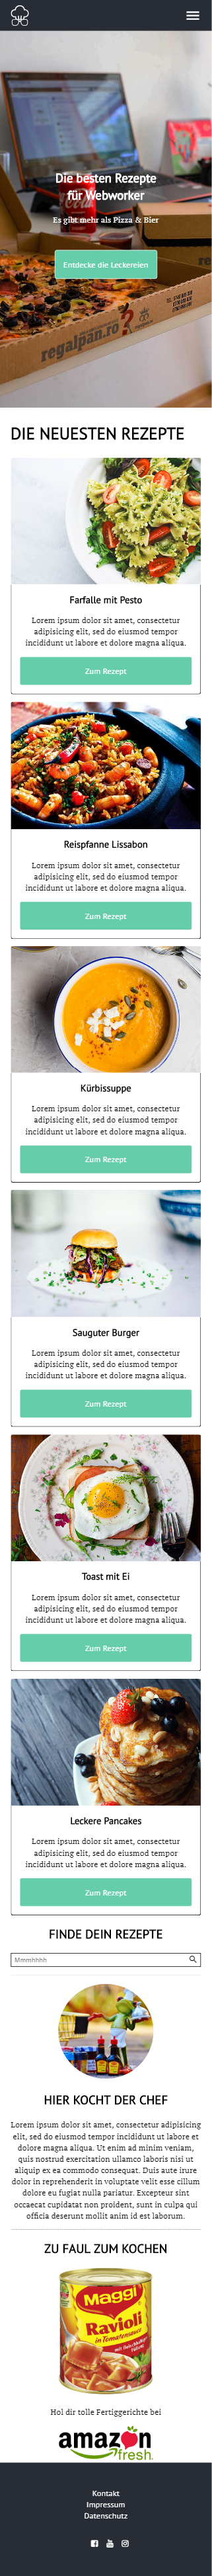 Die besten Rezepte
für Webworker
Es gibt mehr als Pizza & Bier
Entdecke die Leckereien
regalpan.ro
DIE NEUESTEN REZEPTE
Farfalle mit Pesto
Lorem ipsum dolor sit amet, consectetur
adipisicing elit, sed do eiusmod tempor
incididunt ut labore et dolore magna aliqua.
Zum Rezept
Reispfanne Lissabon
Lorem ipsum dolor sit amet, consectetur
adipisicing elit, sed do eiusmod tempor
incididunt ut labore et dolore magna aliqua.
Zum Rezept
Kürbissuppe
Lorem ipsum dolor sit amet, consectetur
adipisicing elit, sed do eiusmod tempor
incididunt ut labore et dolore magna aliqua.
Zum Rezept
Sauguter Burger
Lorem ipsum dolor sit amet, consectetur
adipisicing elit, sed do eiusmod tempor
incididunt ut labore et dolore magna aliqua.
Zum Rezept
Toast mit Ei
Lorem ipsum dolor sit amet, consectetur
adipisicing elit, sed do eiusmod tempor
incididunt ut labore et dolore magna aliqua.
Zum Rezept
Leckere Pancakes
Lorem ipsum dolor sit amet, consectetur
adipisicing elit, sed do eiusmod tempor
incididunt ut labore et dolore magna aliqua.
Zum Rezept
FINDE DEIN REZEPTE
Mmmhhhh
HIER KOCHT DER CHEF
Lorem ipsum dolor sit amet, consectetur adipisicing
elit, sed do eiusmod tempor incididunt ut labore et
dolore magna aliqua. Ut enim ad minim veniam,
quis nostrud exercitation ullamco laboris nisi ut
aliquip ex ea commodo consequat. Duis aute irure
dolor in reprehenderit in voluptate velit esse cillum
dolore eu fugiat nulla pariatur. Excepteur sint
occaecat cupidatat non proident, sunt in culpa qui
officia deserunt mollit anim id est laborum.
ZU FAUL ZUM KOCHEN
MAGGI
Ravioli
in Tomatensauce
Hol dir tolle Fertiggerichte bei
amazon
fresh
Kontakt
Impressum
Datenschutz